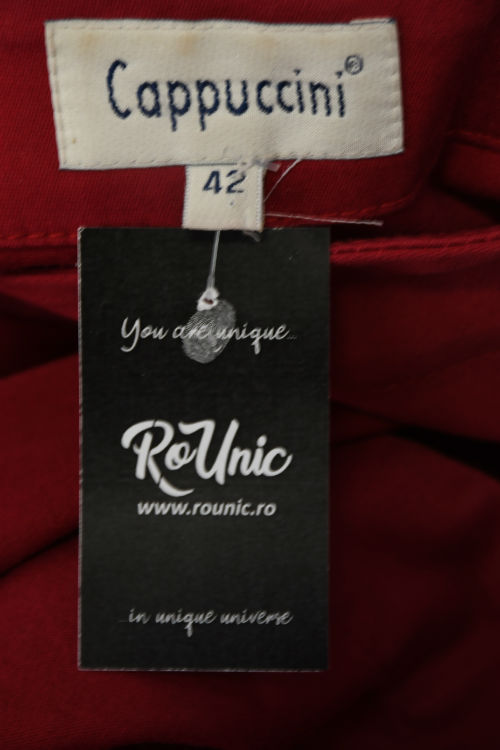 Cappuccini®
42
You are unique...
RoUnic
www.rounic.ro
...in unique universe